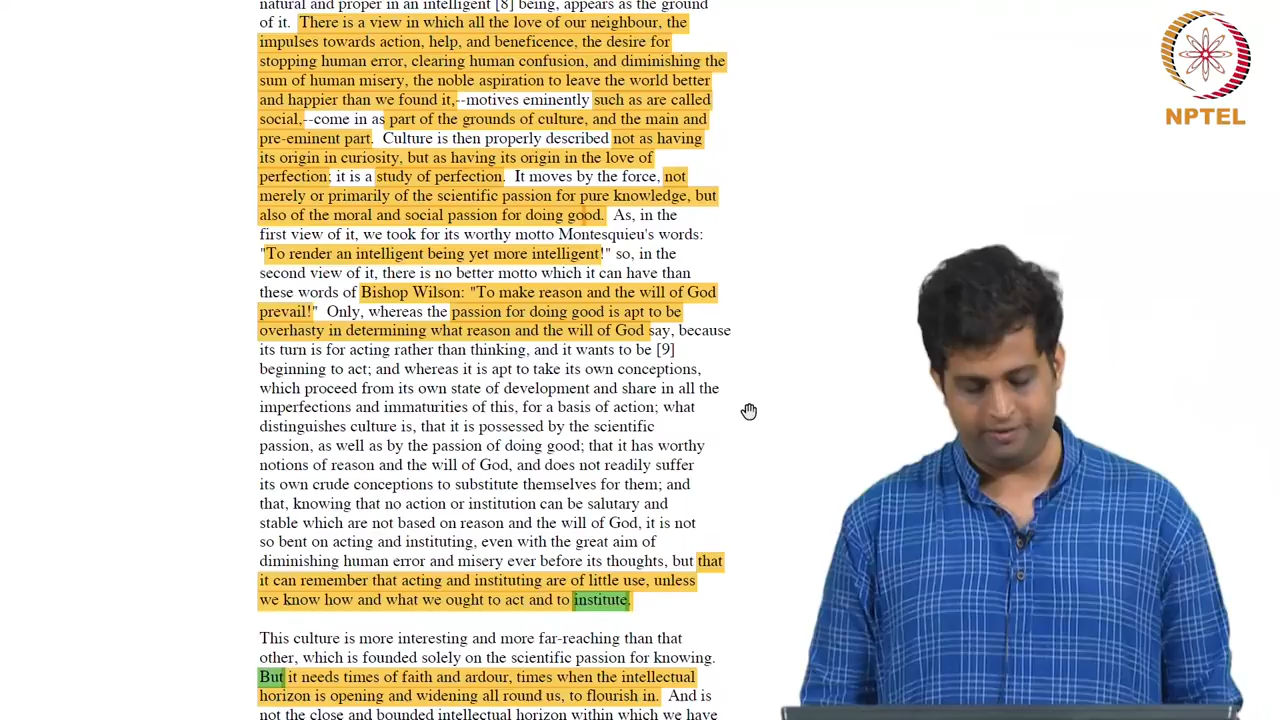 natural and proper in an intelligent [8] being, appears as the ground
of it.  There is a view in which all the love of our neighbour, the
impulses towards action, help, and beneficence, the desire for
stopping human error, clearing human confusion, and diminishing the
sum of human misery, the noble aspiration to leave the world better
and happier than we found it,--motives eminently such as are called
social,--come in as part of the grounds of culture, and the main and
pre-eminent part.  Culture is then properly described not as having
its origin in curiosity, but as having its origin in the love of
perfection; it is a study of perfection.  It moves by the force, not
merely or primarily of the scientific passion for pure knowledge, but
also of the moral and social passion for doing good.  As, in the
first view of it, we took for its worthy motto Montesquieu's words:
"To render an intelligent being yet more intelligent!" so, in the
second view of it, there is no better motto which it can have than
these words of Bishop Wilson: "To make reason and the will of God
prevail!"  Only, whereas the passion for doing good is apt to be
overhasty in determining what reason and the will of God say, because
its turn is for acting rather than thinking, and it wants to be [9]
beginning to act; and whereas it is apt to take its own conceptions,
which proceed from its own state of development and share in all the
imperfections and immaturities of this, for a basis of action; what
distinguishes culture is, that it is possessed by the scientific
passion, as well as by the passion of doing good; that it has worthy
notions of reason and the will of God, and does not readily suffer
its own crude conceptions to substitute themselves for them; and
that, knowing that no action or institution can be salutary and
stable which are not based on reason and the will of God, it is not
so bent on acting and instituting, even with the great aim of
diminishing human error and misery ever before its thoughts, but that
it can remember that acting and instituting are of little use, unless
we know how and what we ought to act and to institute.
This culture is more interesting and more far-reaching than that
other, which is founded solely on the scientific passion for knowing.
But it needs times of faith and ardour, times when the intellectual
horizon is opening and widening all round us, to flourish in.  And is
not the close and bounded intellectual horizon within which we have
NPTEL